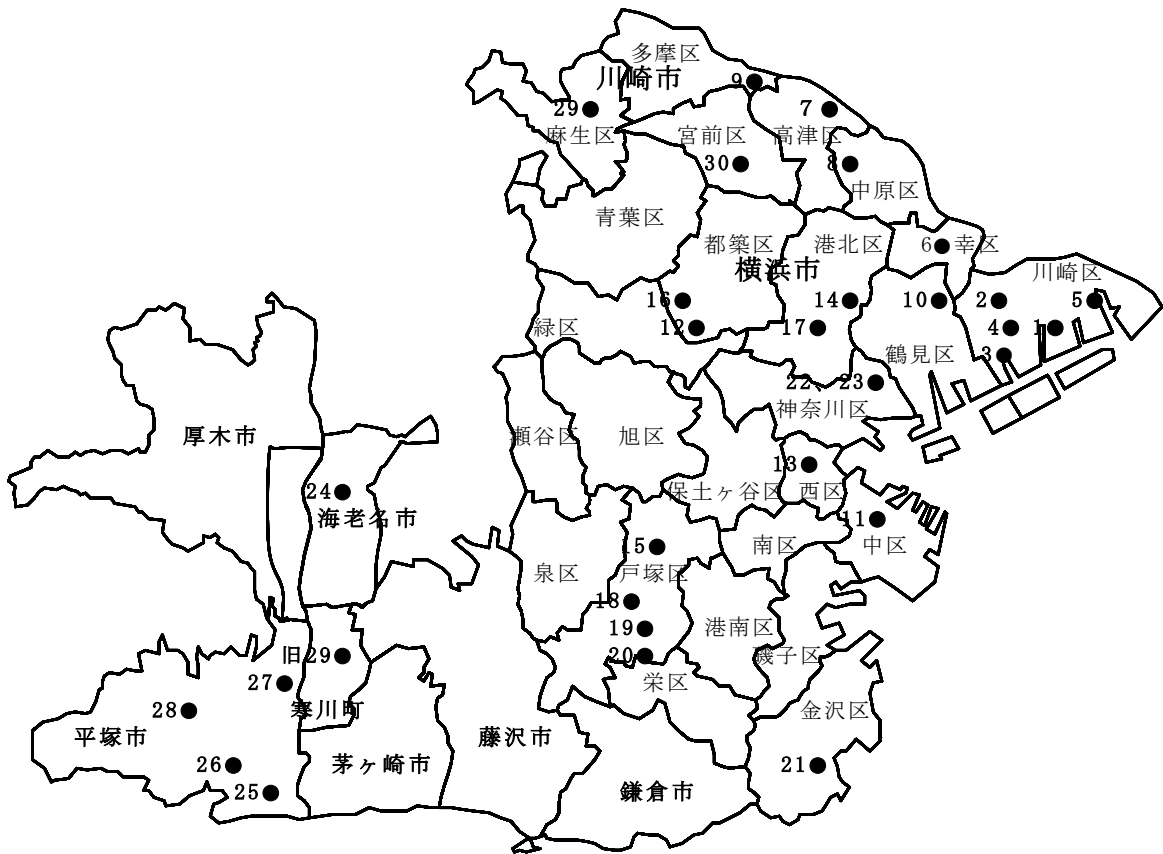 多摩区
川崎市
9
29
7
麻生区
宮前区
高津区
30
8
中原区
青葉区
都築区
港北区
6
幸区
横浜市
川崎区
16
14
10
2
5
緑区
12
17
4
1
鶴見区
3
22、23
神奈川区
厚木市
瀬谷区
旭区
13
24
保土ヶ谷区
西区
海老名市
11
15
南区
中区
泉区
戸塚区
18
19
港南区
旧29
20
磯子区
27
栄区
28
寒川町
金沢区
平塚市
藤沢市
26
茅ヶ崎市
21
25
鎌倉市